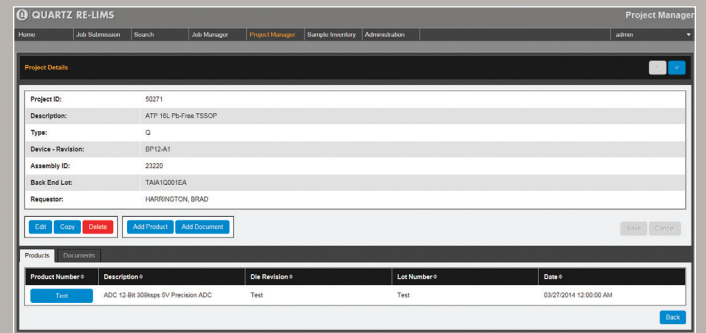 QUARTZ RE-LIMS Project Manager
Home Job Submission Search Job Manager Project Manager Sample Inventory Administration admin
Project Details
Project ID: 50271
Description: ATP 16L Pb-Free TSSOP
Type: Q
Device - Revision: BP12-A1
Assembly ID: 23220
Back End Lot: TAIA1Q001EA
Requestor: HARRINGTON, BRAD
Edit Copy Delete Add Product Add Document Save Cancel
Products Documents
Product Number Description Die Revision Lot Number Date
Test ADC 12-Bit 308ksps 5V Precision ADC Test Test 03/27/2014 12:00:00 AM
Back